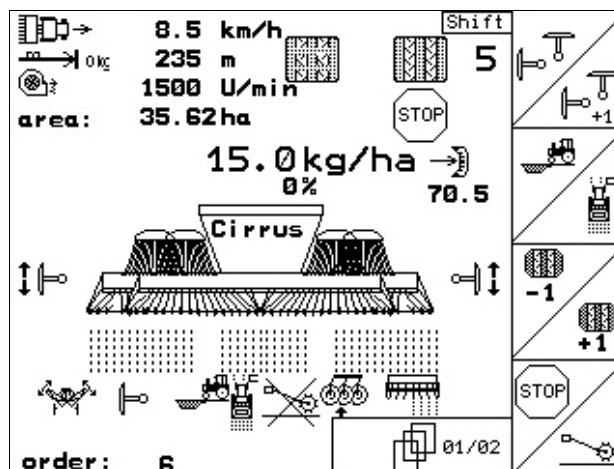 Shift
8.5 km/h
0kg 235 m
5
1500 U/min
area: 35.62ha
STOP
+1
15.0kg/ha
0% 70.5
Cirrus
-1
+1
STOP
01/02
order: 6